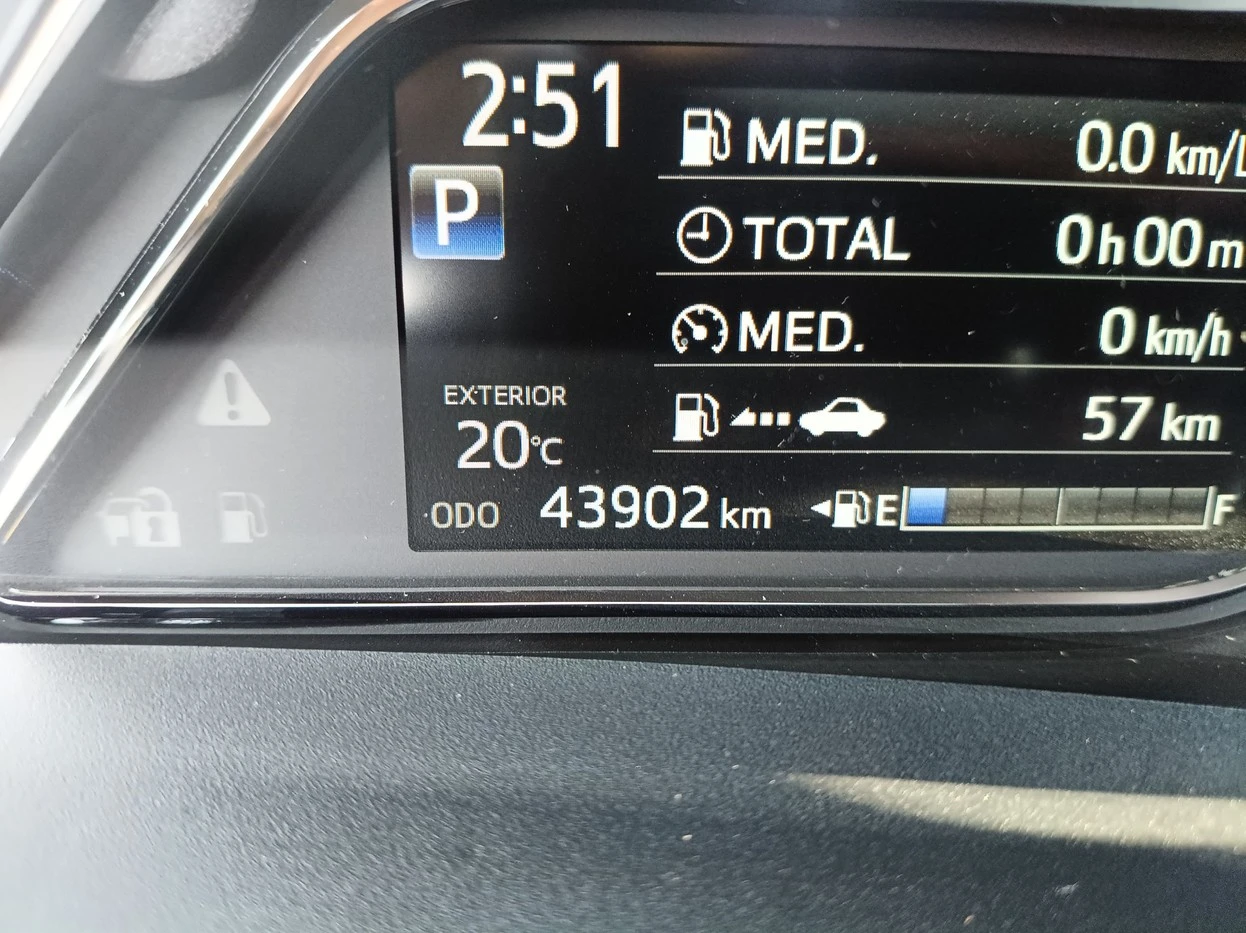 2:51
MED. 0.0 km/L
P
TOTAL 0h00m
MED. 0 km/h
EXTERIOR
20°C
57 km
ODO 43902 km E F